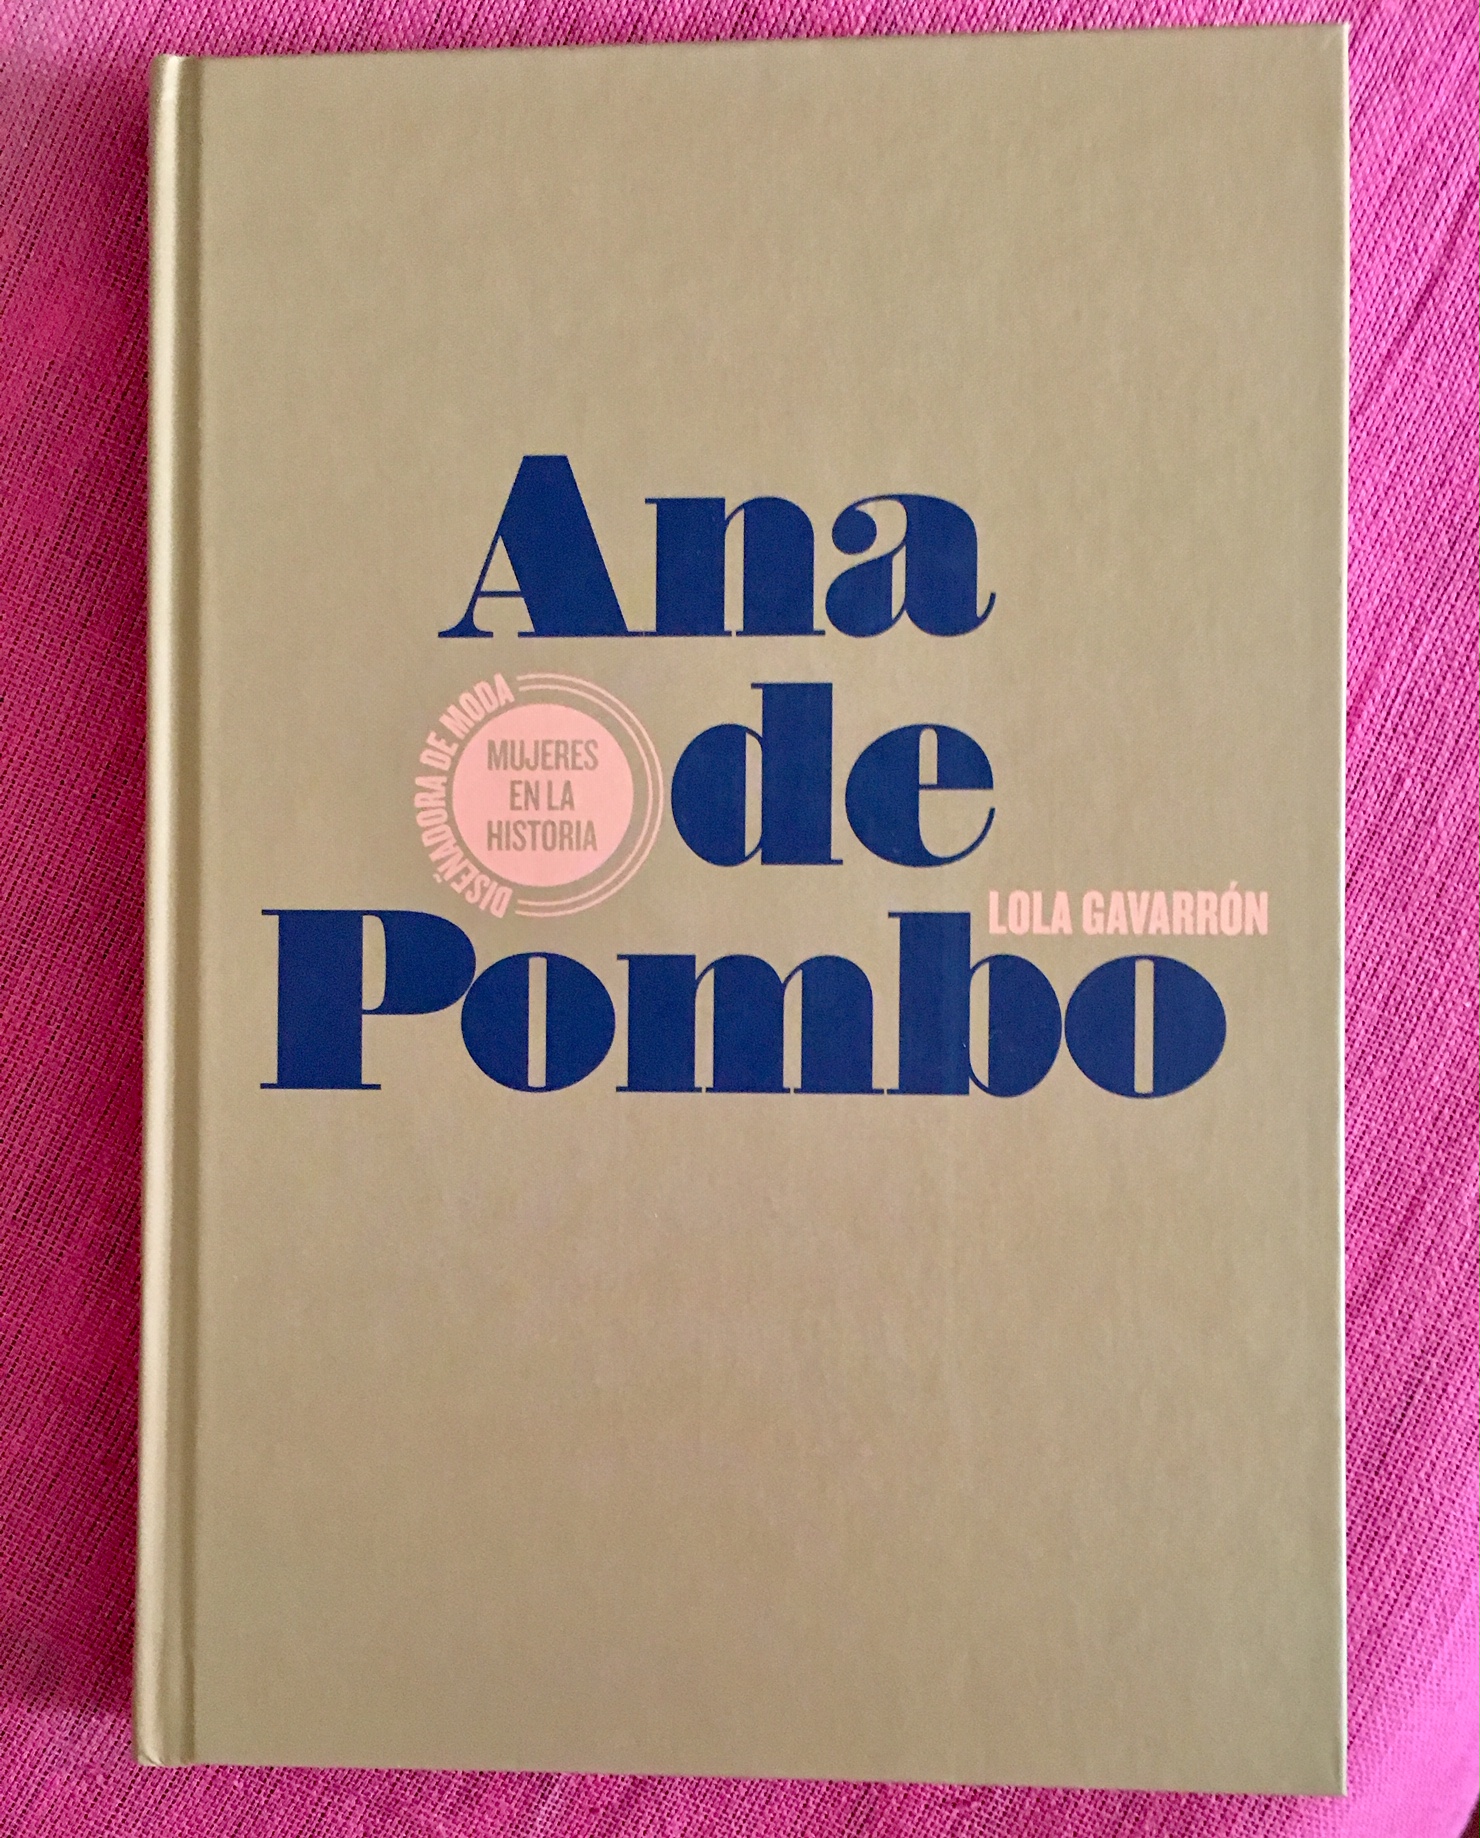 Ana
DISEÑADORA DE MODA
MUJERES
EN LA
HISTORIA
de
LOLA GAVARRÓN
Pombo